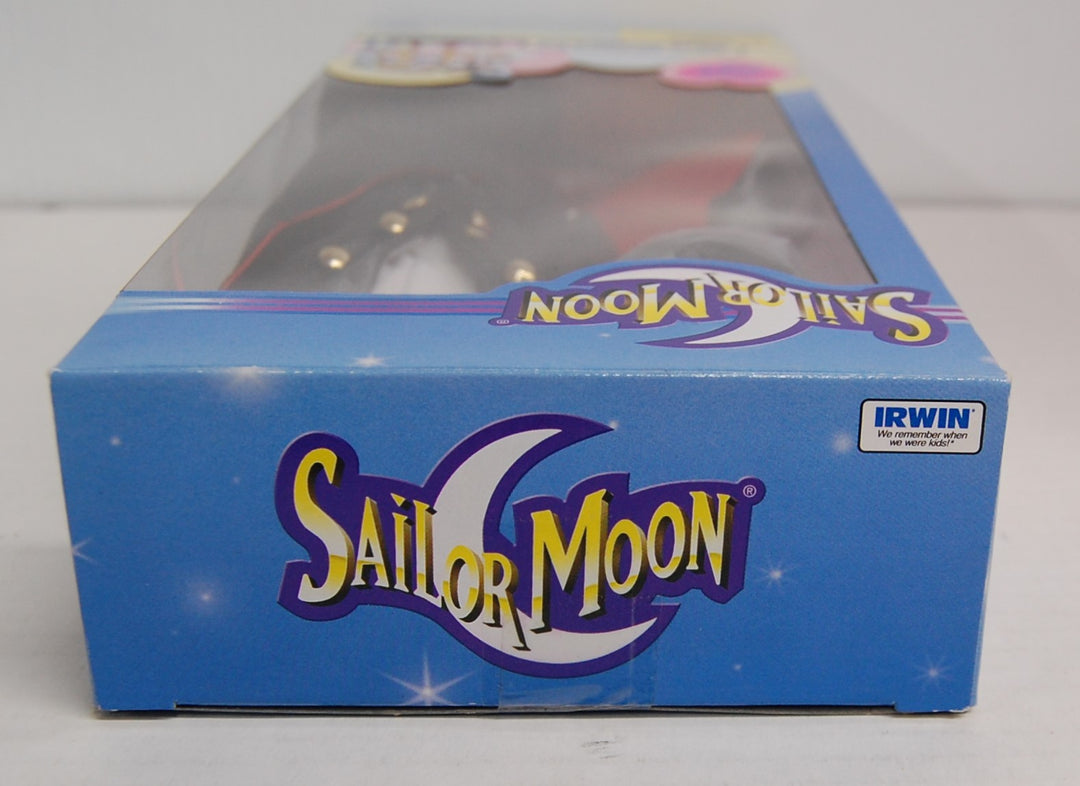 SAILOR MOON®
SAILOR MOON®
IRWIN*
We remember when
we were kids!*